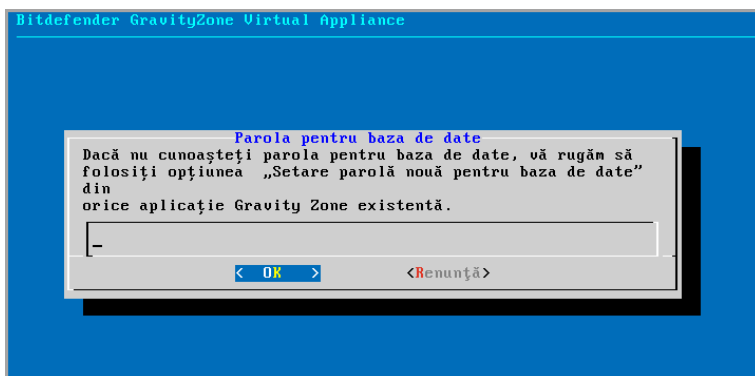 Bitdefender GravityZone Virtual Appliance
Parola pentru baza de date
Dacă nu cunoaşteţi parola pentru baza de date, vă rugăm să
folosiţi opţiunea „Setare parolă nouă pentru baza de date”
din
orice aplicaţie Gravity Zone existentă.
< OK > <Renunţă>